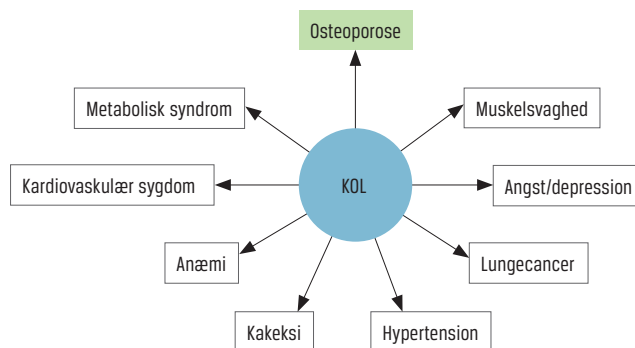 Osteoporose
Metabolisk syndrom
Muskelsvaghed
Kardiovaskulær sygdom
KOL
Angst/depression
Anæmi
Lungecancer
Kakeksi
Hypertension